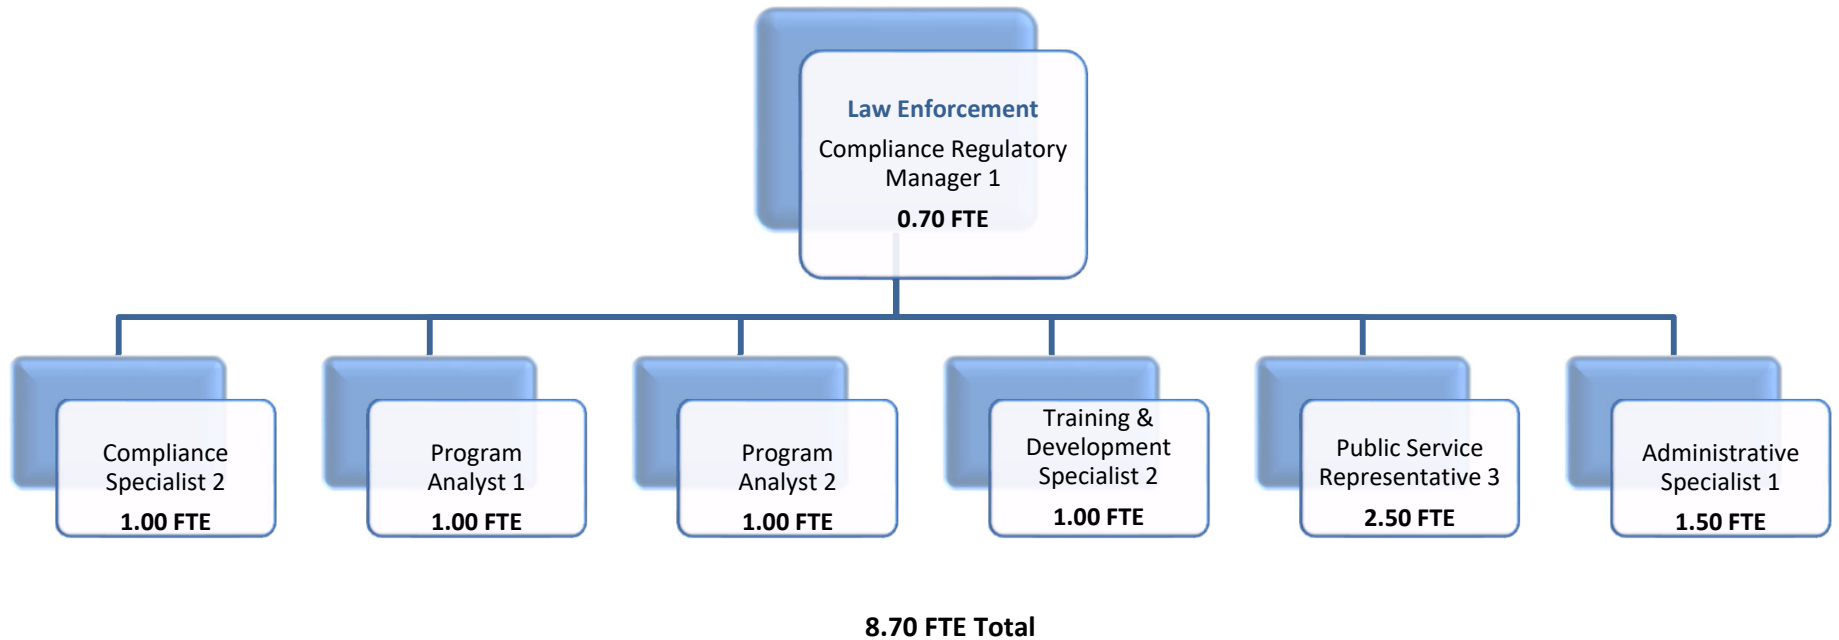 Law Enforcement
Compliance Regulatory
Manager 1
0.70 FTE
Compliance
Specialist 2
1.00 FTE
Program
Analyst 1
1.00 FTE
Program
Analyst 2
1.00 FTE
Training &
Development
Specialist 2
1.00 FTE
Public Service
Representative 3
2.50 FTE
Administrative
Specialist 1
1.50 FTE
8.70 FTE Total